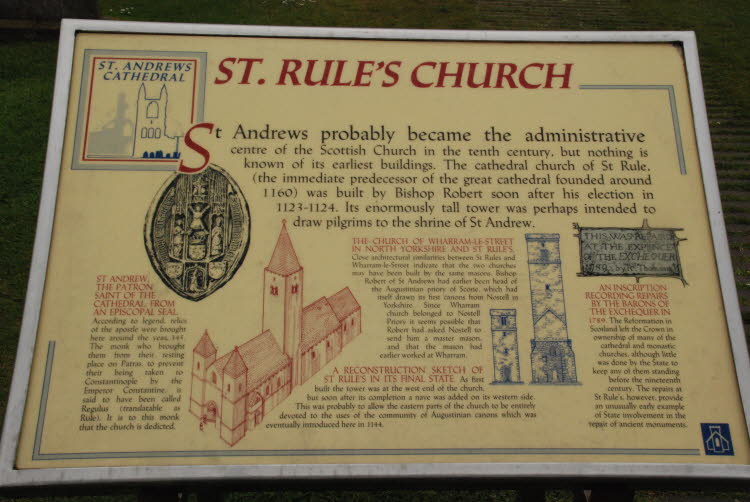 ST. ANDREWS
CATHEDRAL
ST. RULE'S CHURCH
St Andrews probably became the administrative
centre of the Scottish Church in the tenth century, but nothing is
known of its earliest buildings. The cathedral church of St Rule,
(the immediate predecessor of the great cathedral founded around
1160) was built by Bishop Robert soon after his election in
1123-1124. Its enormously tall tower was perhaps intended to
draw pilgrims to the shrine of St Andrew.
ST ANDREW,
THE PATRON
SAINT OF THE
CATHEDRAL, FROM
AN EPISCOPAL SEAL
According to legend, relics
of the apostle were brought
here around the year 345.
The monk who brought
them from their resting
place on Patras, to prevent
their being taken to
Constantinople by the
Emperor Constantine, is
said to have been called
Regulus (translatable as
Rule). It is to this monk
that the church is dedicated.
THE CHURCH OF WHARRAM-LE-STREET
IN NORTH YORKSHIRE AND ST RULE'S.
Close architectural similarities between St Rules and
Wharram-le-Street indicate that the two churches
may have been built by the same masons. Bishop
Robert of St Andrews had earlier been head of
the Augustinian priory of Scone, which had
itself drawn its first canons from Nostell in
Yorkshire. Since Wharram
church belonged to Nostell
Priory it seems possible that
Robert had asked Nostell to
send him a master mason,
and that the mason had
earlier worked at Wharram.
A RECONSTRUCTION SKETCH OF
ST RULE'S IN ITS FINAL STATE. At first
built the tower was at the west end of the church,
but soon after its completion a nave was added on its western side.
This was probably to allow the eastern parts of the church to be entirely
devoted to the uses of the community of Augustinian canons which was
eventually introduced here in 1144.
THIS WAS REPAIRD
AT THE EXPENCE
OF THE EXCHEQUER
1789
AN INSCRIPTION
RECORDING REPAIRS
BY THE BARONS OF
THE EXCHEQUER IN
1789. The Reformation in
Scotland left the Crown in
ownership of many of the
cathedral and monastic
churches, although little
was done by the State to
keep any of them standing
before the nineteenth
century. The repairs at
St Rule's, however, provide
an unusually early example
of State involvement in the
repair of ancient monuments.